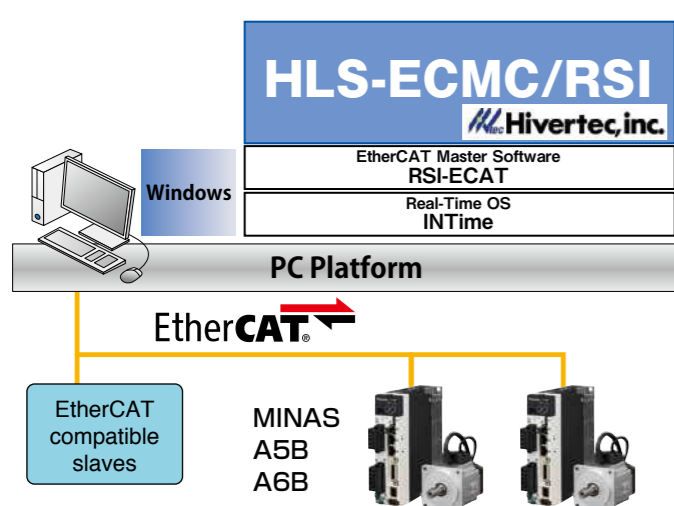 HLS-ECMC/RSI
tec Hivertec, inc.
EtherCAT Master Software
RSI-ECAT
Windows
Real-Time OS
INTime
PC Platform
EtherCAT®
EtherCAT
compatible
slaves
MINAS
A5B
A6B